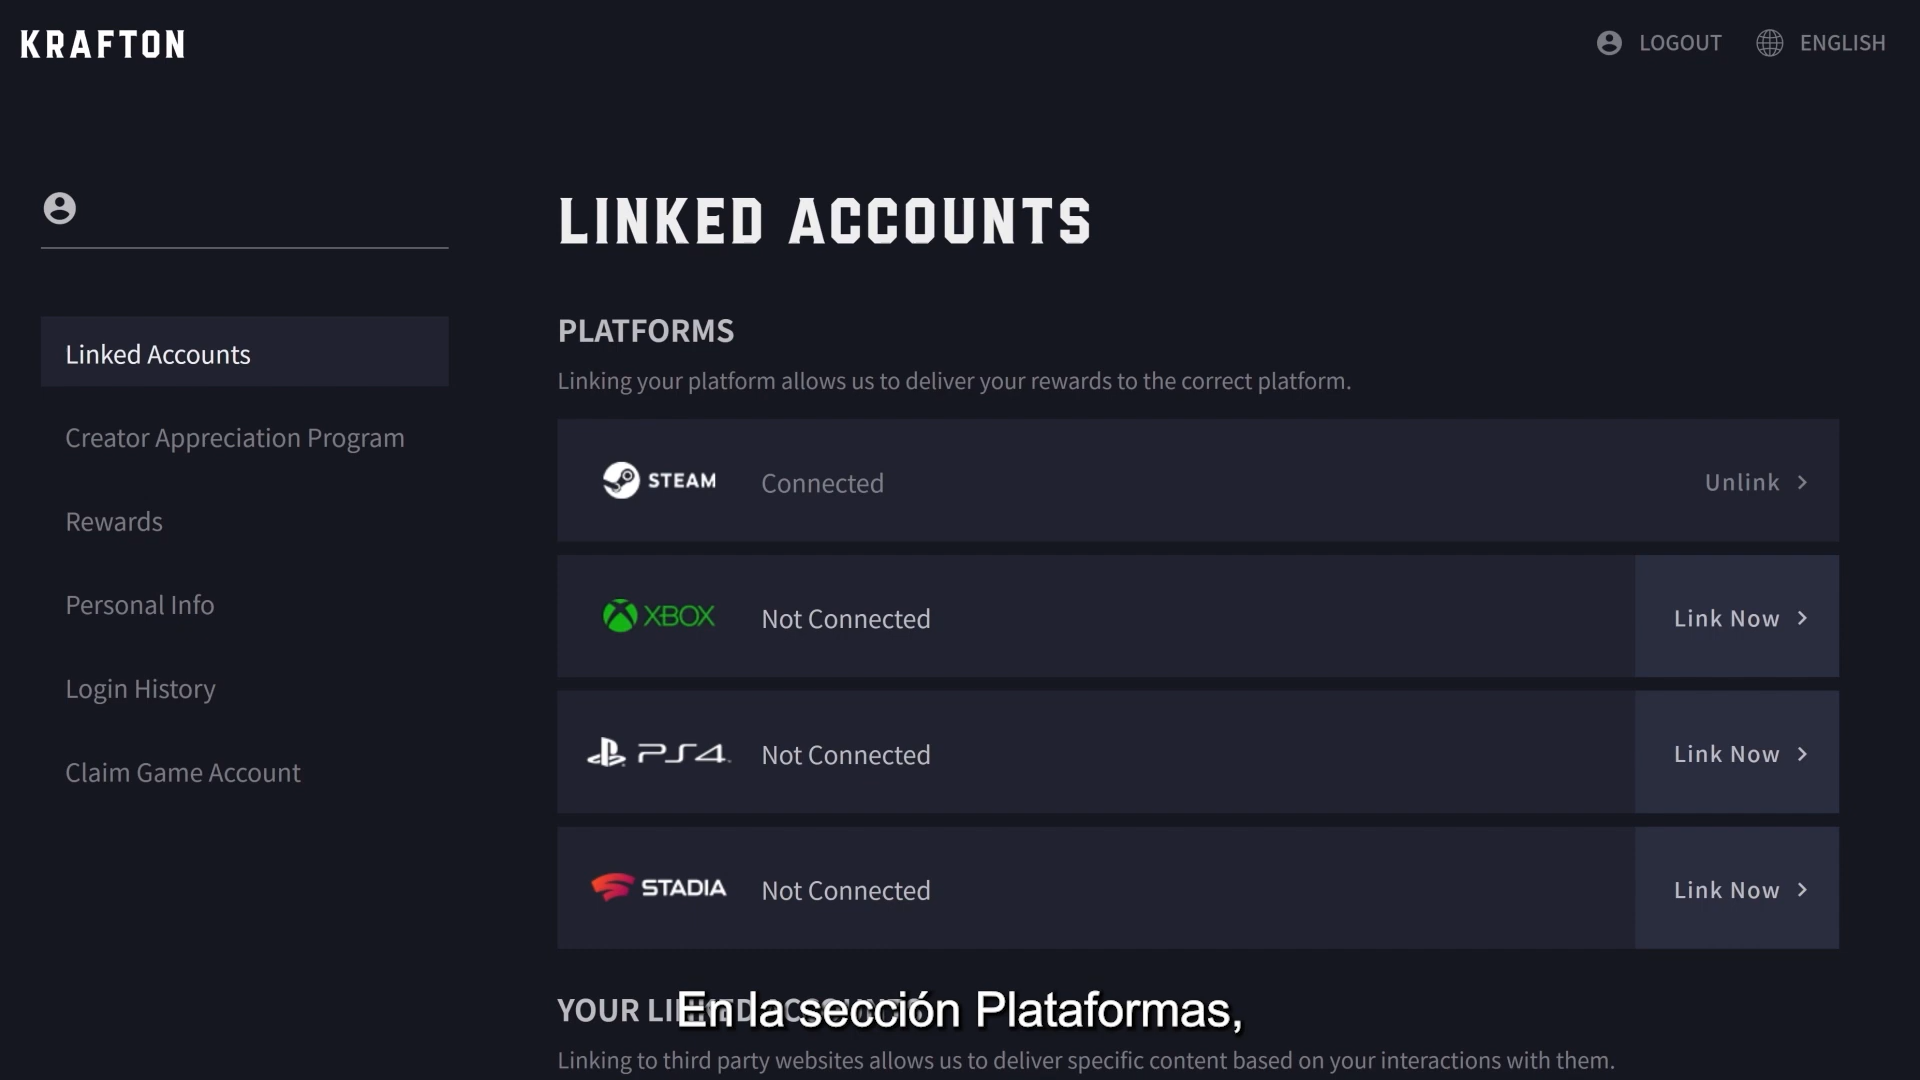 KRAFTON
LOGOUT
ENGLISH
LINKED ACCOUNTS
Linked Accounts
Creator Appreciation Program
Rewards
Personal Info
Login History
Claim Game Account
PLATFORMS
Linking your platform allows us to deliver your rewards to the correct platform.
STEAM Connected Unlink >
XBOX Not Connected Link Now >
PS4 Not Connected Link Now >
STADIA Not Connected Link Now >
YOUR LINKED ACCOUNTS
En la sección Plataformas,
Linking to third party websites allows us to deliver specific content based on your interactions with them.